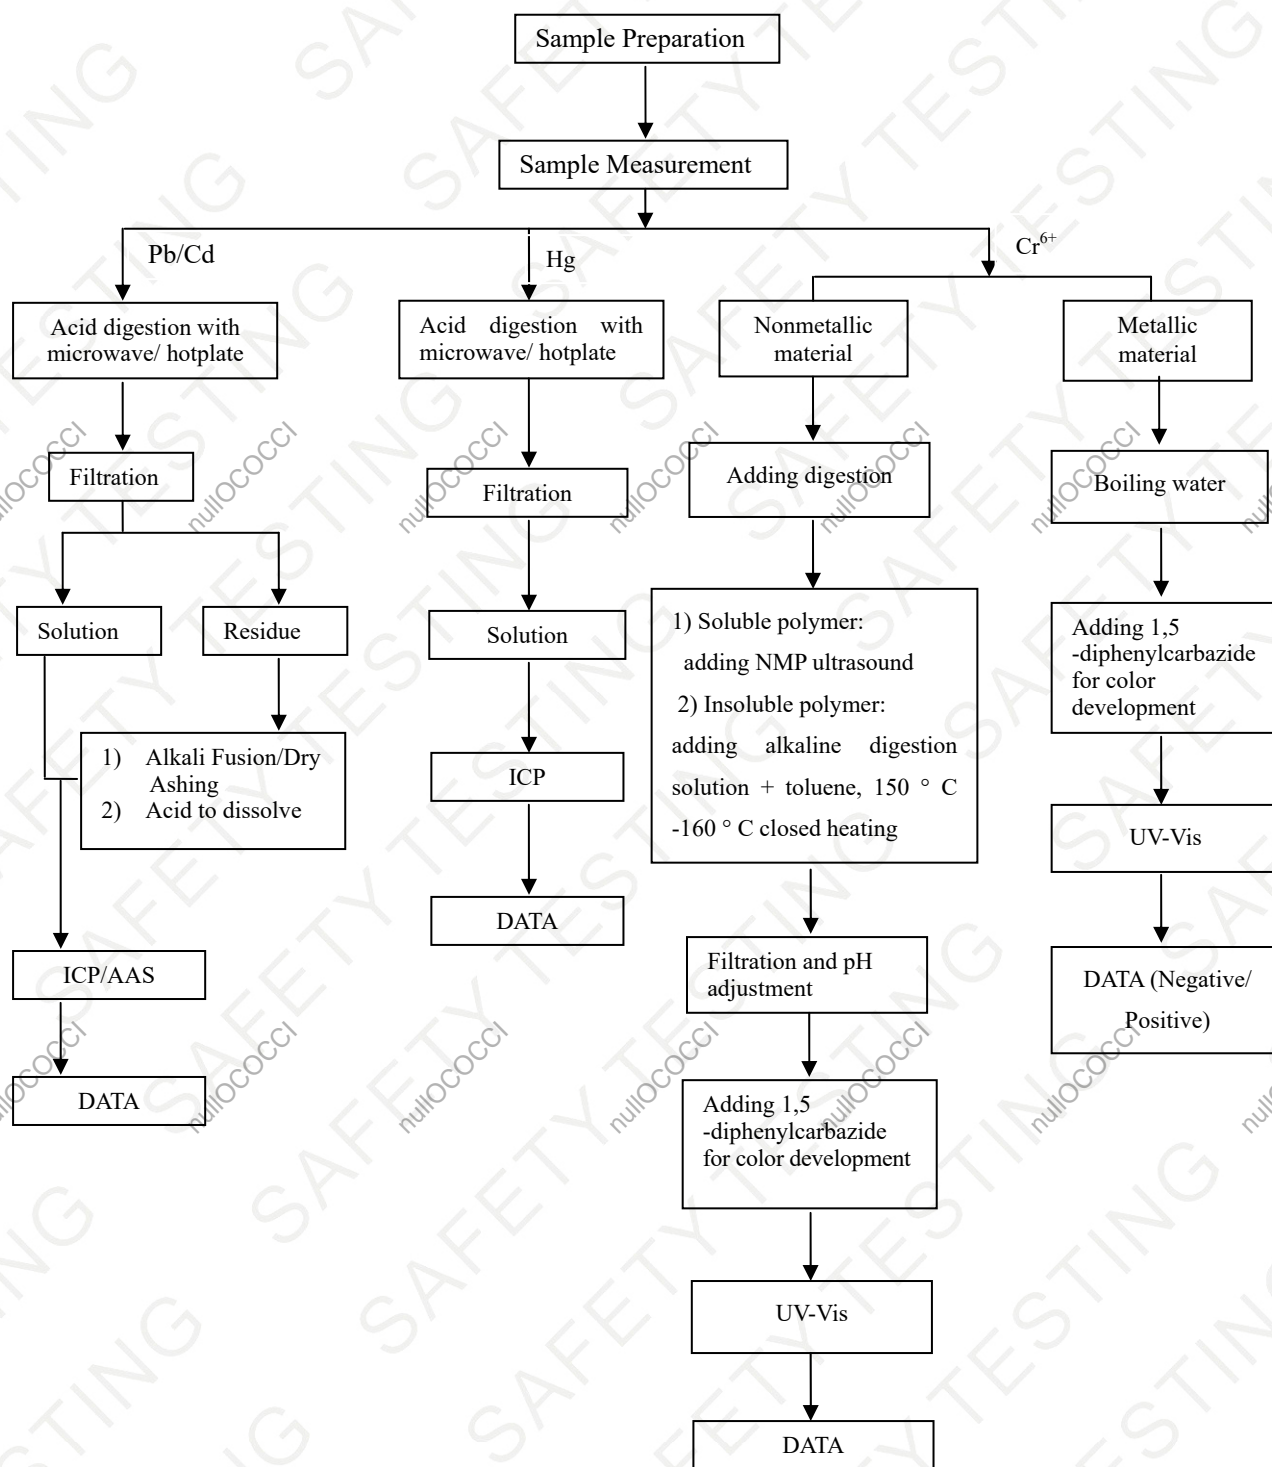 Sample Preparation
Sample Measurement
Pb/Cd
Hg
Cr6+
Acid digestion with
microwave/ hotplate
Filtration
Solution
Residue
1) Alkali Fusion/Dry
Ashing
2) Acid to dissolve
ICP/AAS
DATA
Acid digestion with
microwave/ hotplate
Filtration
Solution
ICP
DATA
Nonmetallic
material
Adding digestion
1) Soluble polymer:
adding NMP ultrasound
2) Insoluble polymer:
adding alkaline digestion
solution + toluene, 150 ° C
-160 ° C closed heating
Filtration and pH
adjustment
Adding 1,5
-diphenylcarbazide
for color development
UV-Vis
DATA
Metallic
material
Boiling water
Adding 1,5
-diphenylcarbazide
for color
development
UV-Vis
DATA (Negative/
Positive)
SAFETY TESTING
nullOCOCCI